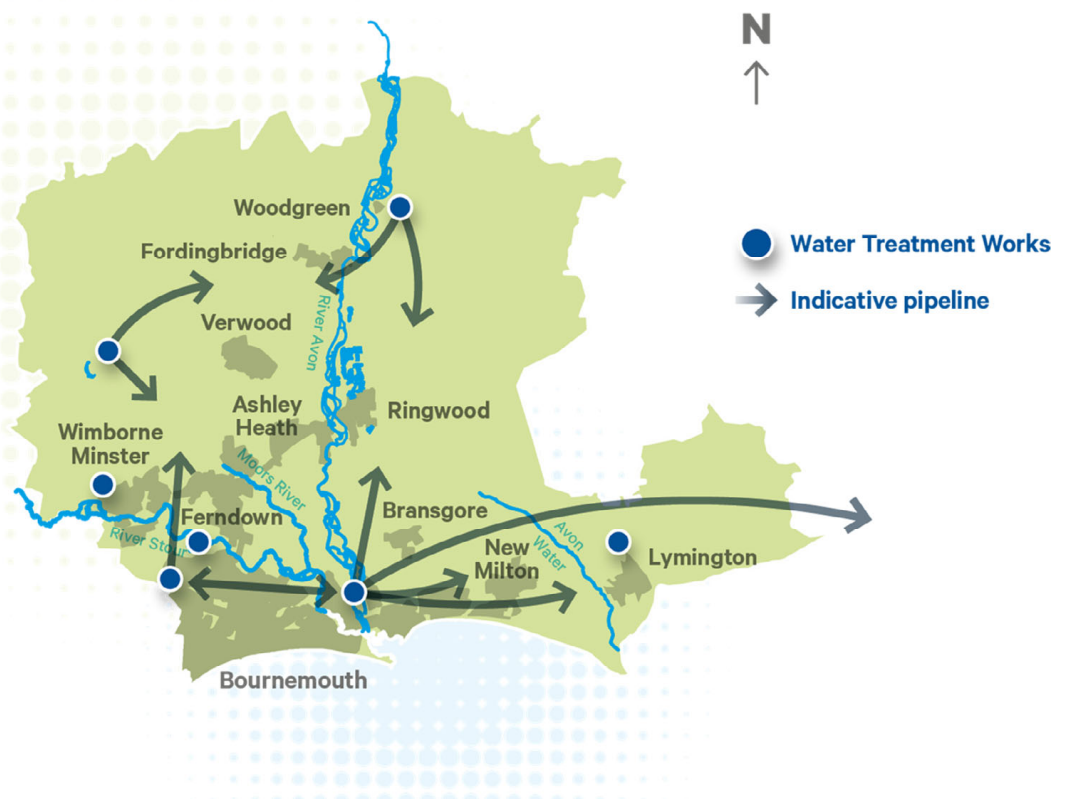 N
Woodgreen
Fordingbridge
Water Treatment Works
Indicative pipeline
Verwood
River Avon
Ashley
Heath
Ringwood
Wimborne
Minster
Moors River
Ferndown
Bransgore
River Stour
New
Milton
Avon
Water
Lymington
Bournemouth